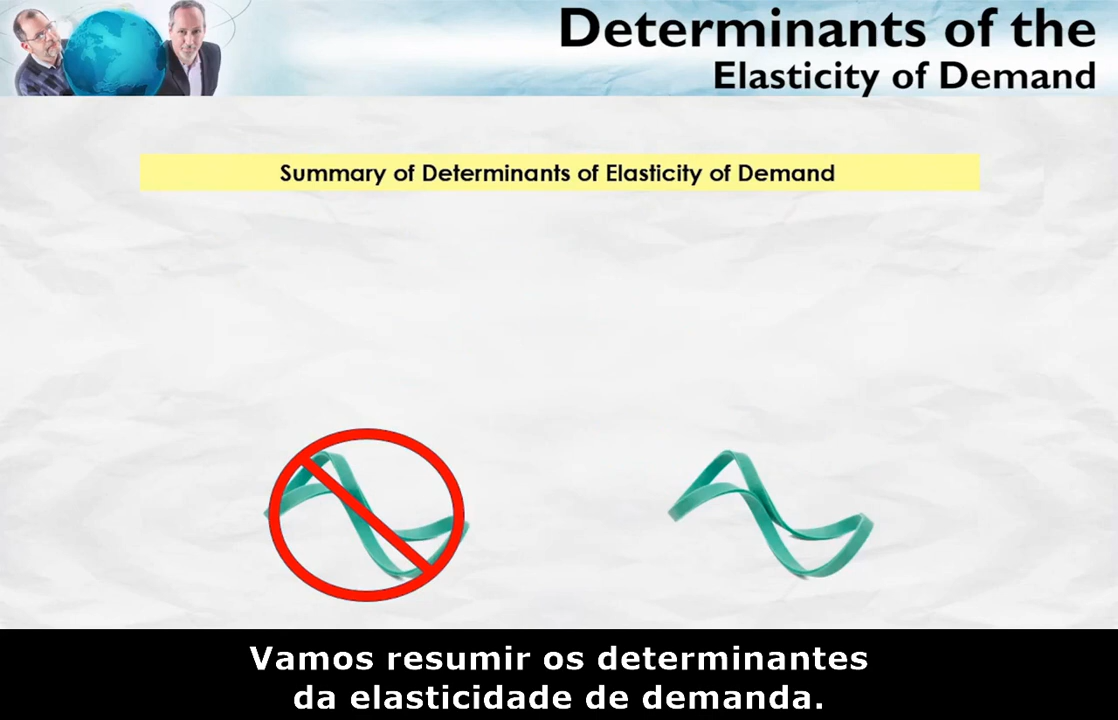 Determinants of the
Elasticity of Demand
Summary of Determinants of Elasticity of Demand
Vamos resumir os determinantes
da elasticidade de demanda.